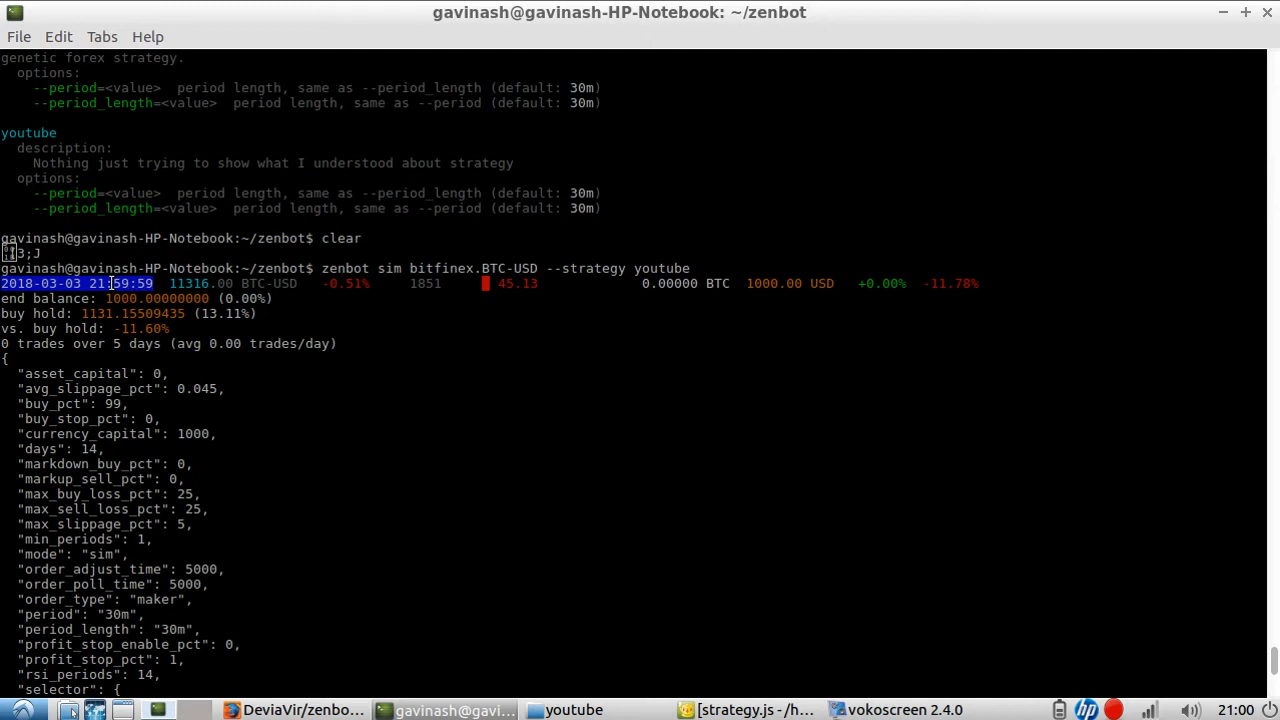 gavinash@gavinash-HP-Notebook: ~/zenbot
File Edit Tabs Help
genetic forex strategy.
options:
--period=<value> period length, same as --period_length (default: 30m)
--period_length=<value> period length, same as --period (default: 30m)
youtube
description:
Nothing just trying to show what I understood about strategy
options:
--period=<value> period length, same as --period_length (default: 30m)
--period_length=<value> period length, same as --period (default: 30m)
gavinash@gavinash-HP-Notebook:~/zenbot$ clear
3;J
gavinash@gavinash-HP-Notebook:~/zenbot$ zenbot sim bitfinex.BTC-USD --strategy youtube
2018-03-03 21:59:59 11316.00 BTC-USD -0.51% 1851 45.13 0.00000 BTC 1000.00 USD +0.00% -11.78%
end balance: 1000.00000000 (0.00%)
buy hold: 1131.15509435 (13.11%)
vs. buy hold: -11.60%
0 trades over 5 days (avg 0.00 trades/day)
{
"asset_capital": 0,
"avg_slippage_pct": 0.045,
"buy_pct": 99,
"buy_stop_pct": 0,
"currency_capital": 1000,
"days": 14,
"markdown_buy_pct": 0,
"markup_sell_pct": 0,
"max_buy_loss_pct": 25,
"max_sell_loss_pct": 25,
"max_slippage_pct": 5,
"min_periods": 1,
"mode": "sim",
"order_adjust_time": 5000,
"order_poll_time": 5000,
"order_type": "maker",
"period": "30m",
"period_length": "30m",
"profit_stop_enable_pct": 0,
"profit_stop_pct": 1,
"rsi_periods": 14,
"selector": {
DeviaVir/zenbo... gavinash@gavi... youtube [strategy.js - /h... vokoscreen 2.4.0 21:00